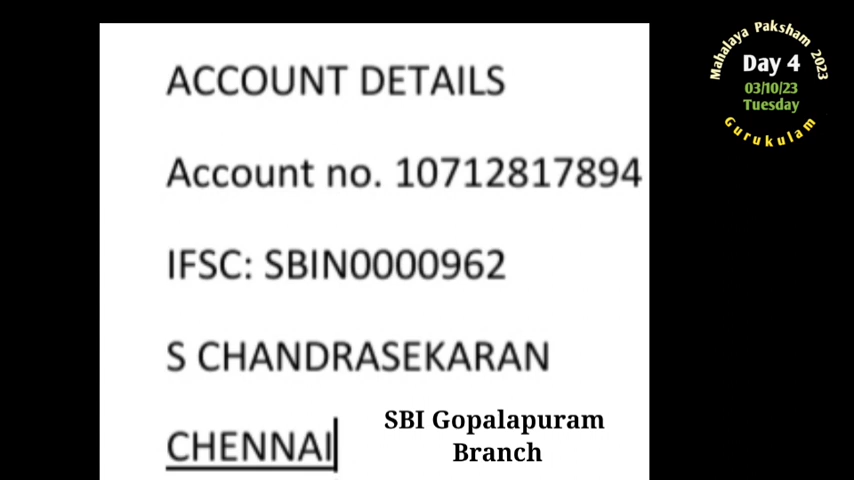 ACCOUNT DETAILS
Account no. 10712817894
IFSC: SBIN0000962
S CHANDRASEKARAN
CHENNAI
SBI Gopalapuram
Branch
Mahalaya Paksham 2023
Day 4
03/10/23
Tuesday
Gurukulam